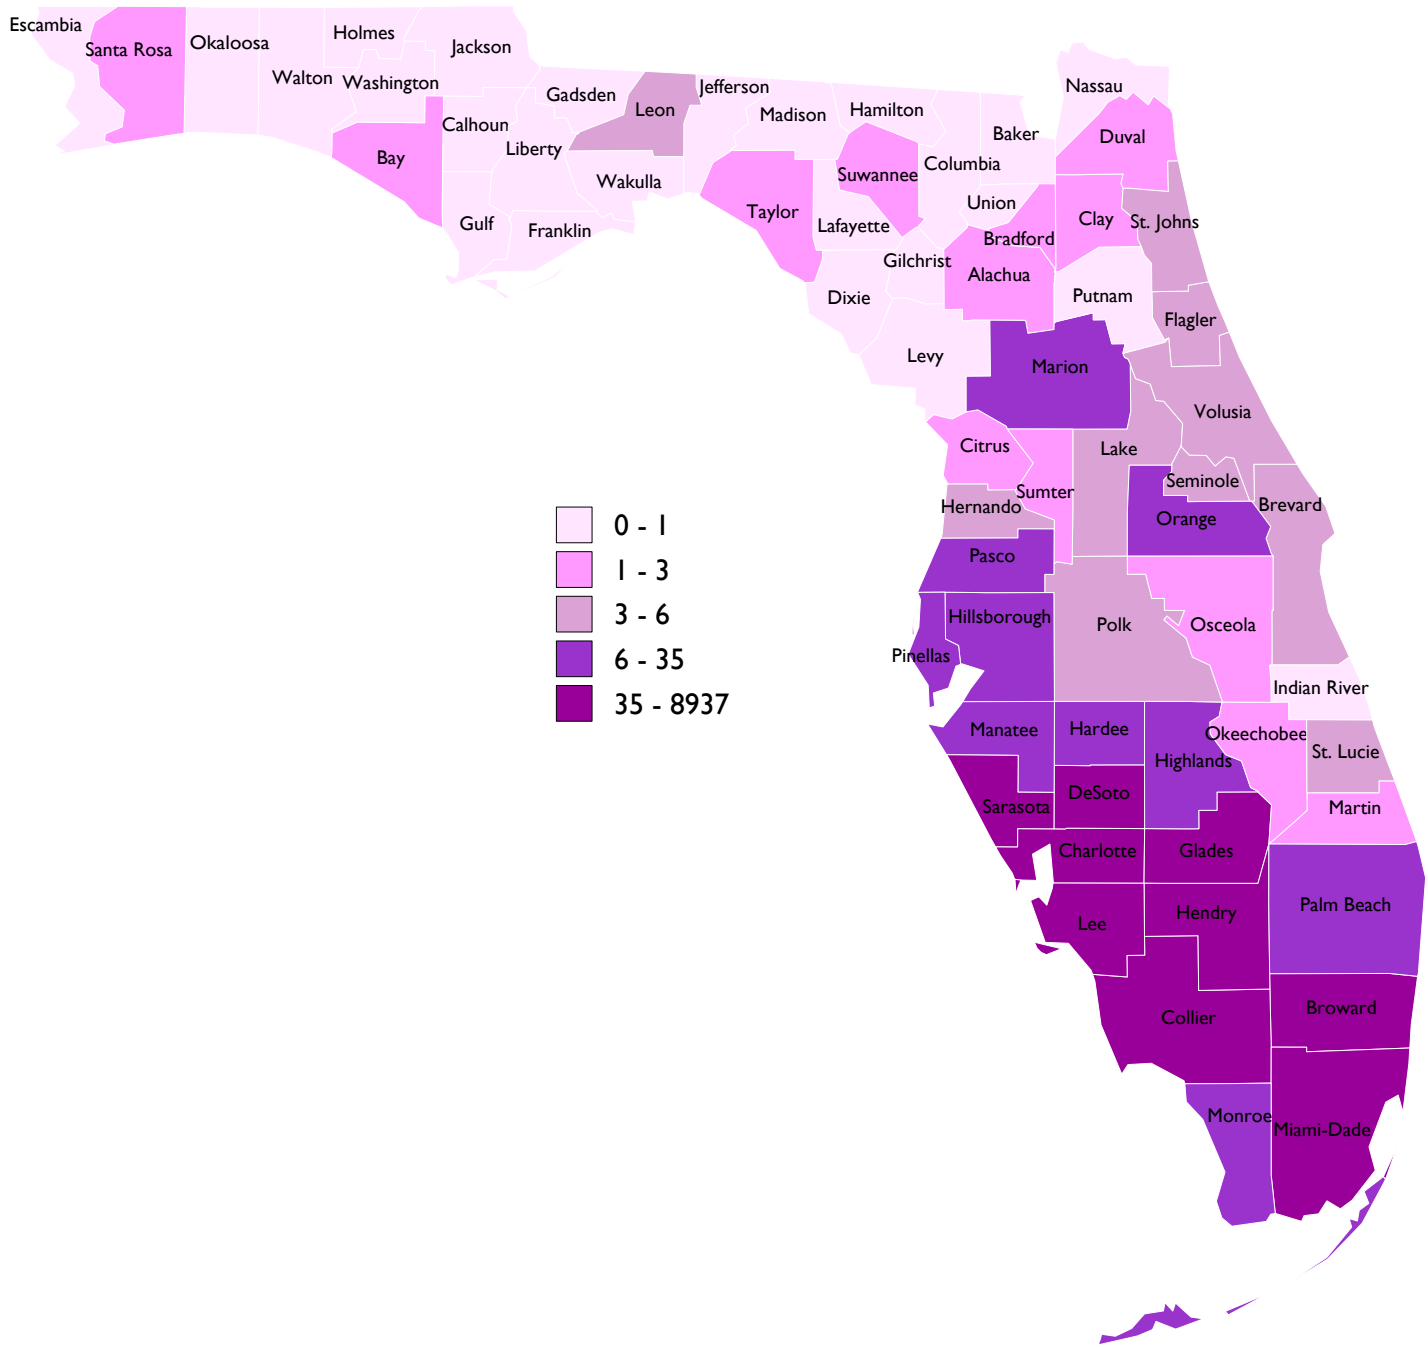 Escambia
Santa Rosa
Okaloosa
Walton
Holmes
Washington
Jackson
Bay
Calhoun
Gulf
Liberty
Gadsden
Franklin
Leon
Wakulla
Jefferson
Madison
Taylor
Hamilton
Suwannee
Lafayette
Dixie
Columbia
Gilchrist
Levy
Baker
Union
Bradford
Alachua
Nassau
Duval
Clay
St. Johns
Putnam
Flagler
Marion
Volusia
Citrus
Lake
Sumter
Seminole
Hernando
Orange
Brevard
Pasco
Hillsborough
Pinellas
Polk
Osceola
Indian River
Manatee
Hardee
Highlands
Okeechobee
St. Lucie
Sarasota
DeSoto
Martin
Charlotte
Glades
Lee
Hendry
Palm Beach
Collier
Broward
Monroe
Miami-Dade
0 - 1
1 - 3
3 - 6
6 - 35
35 - 8937